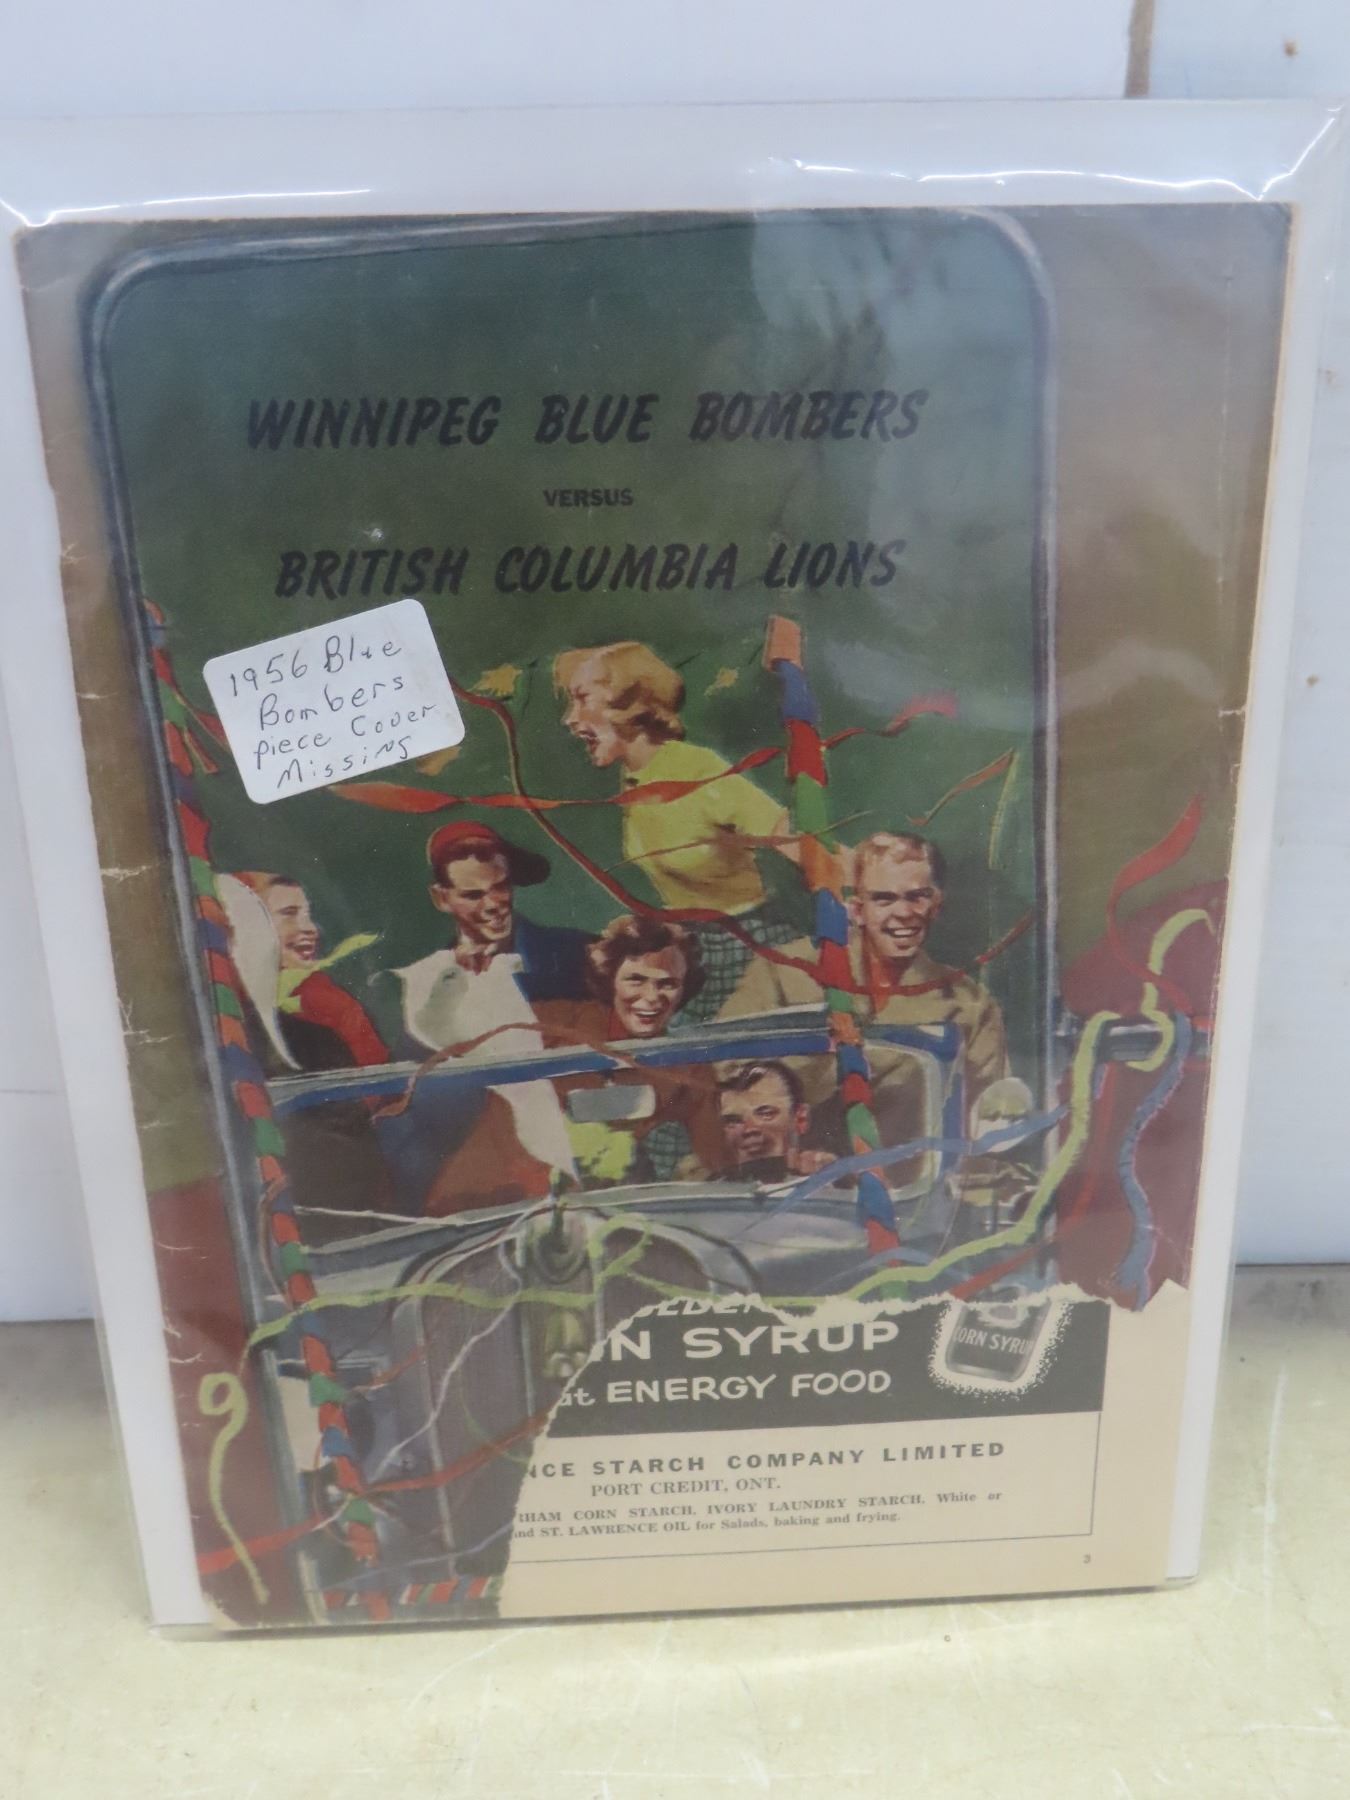 WINNIPEG BLUE BOMBERS
VERSUS
BRITISH COLUMBIA LIONS
1956 Blue
Bombers
piece Cover
Missing
N SYRUP
CORN SYRUP
at ENERGY FOOD
NCE STARCH COMPANY LIMITED
PORT CREDIT, ONT.
RHAM CORN STARCH, IVORY LAUNDRY STARCH, White or
and ST. LAWRENCE OIL for Salads, baking and frying.
3